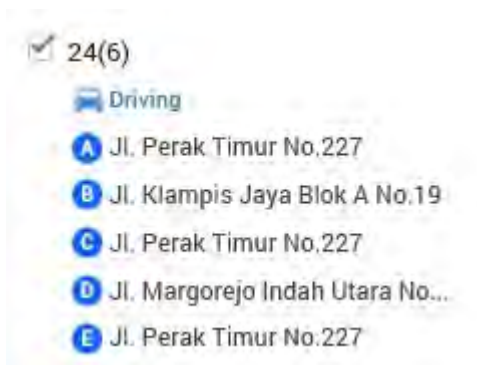 24(6)
Driving
A Jl. Perak Timur No.227
B Jl. Klampis Jaya Blok A No.19
C Jl. Perak Timur No.227
D Jl. Margorejo Indah Utara No...
E Jl. Perak Timur No.227